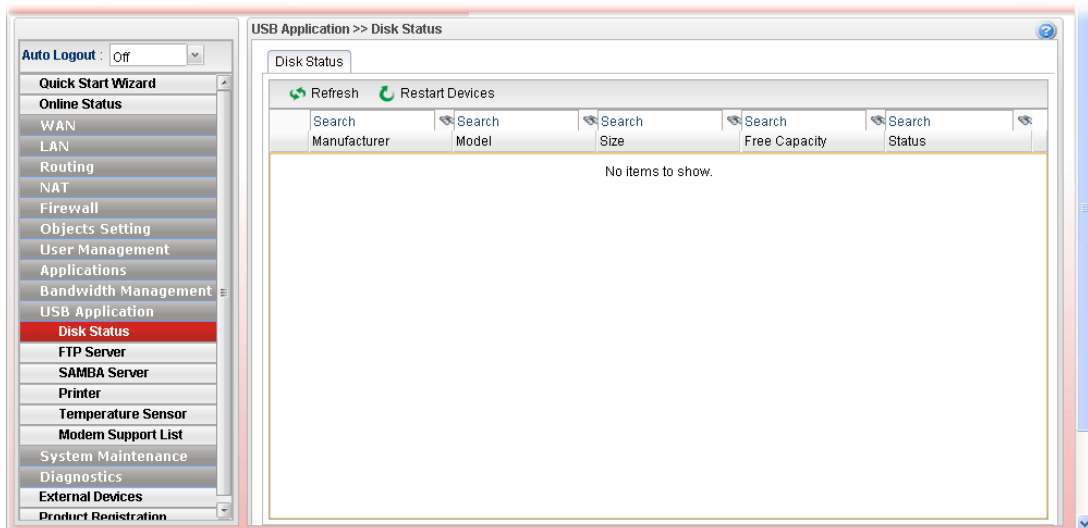 USB Application >> Disk Status
Auto Logout : Off
Quick Start Wizard
Online Status
WAN
LAN
Routing
NAT
Firewall
Objects Setting
User Management
Applications
Bandwidth Management
USB Application
Disk Status
FTP Server
SAMBA Server
Printer
Temperature Sensor
Modem Support List
System Maintenance
Diagnostics
External Devices
Product Registration
Disk Status
Refresh Restart Devices
Search Search Search Search Search
Manufacturer Model Size Free Capacity Status
No items to show.